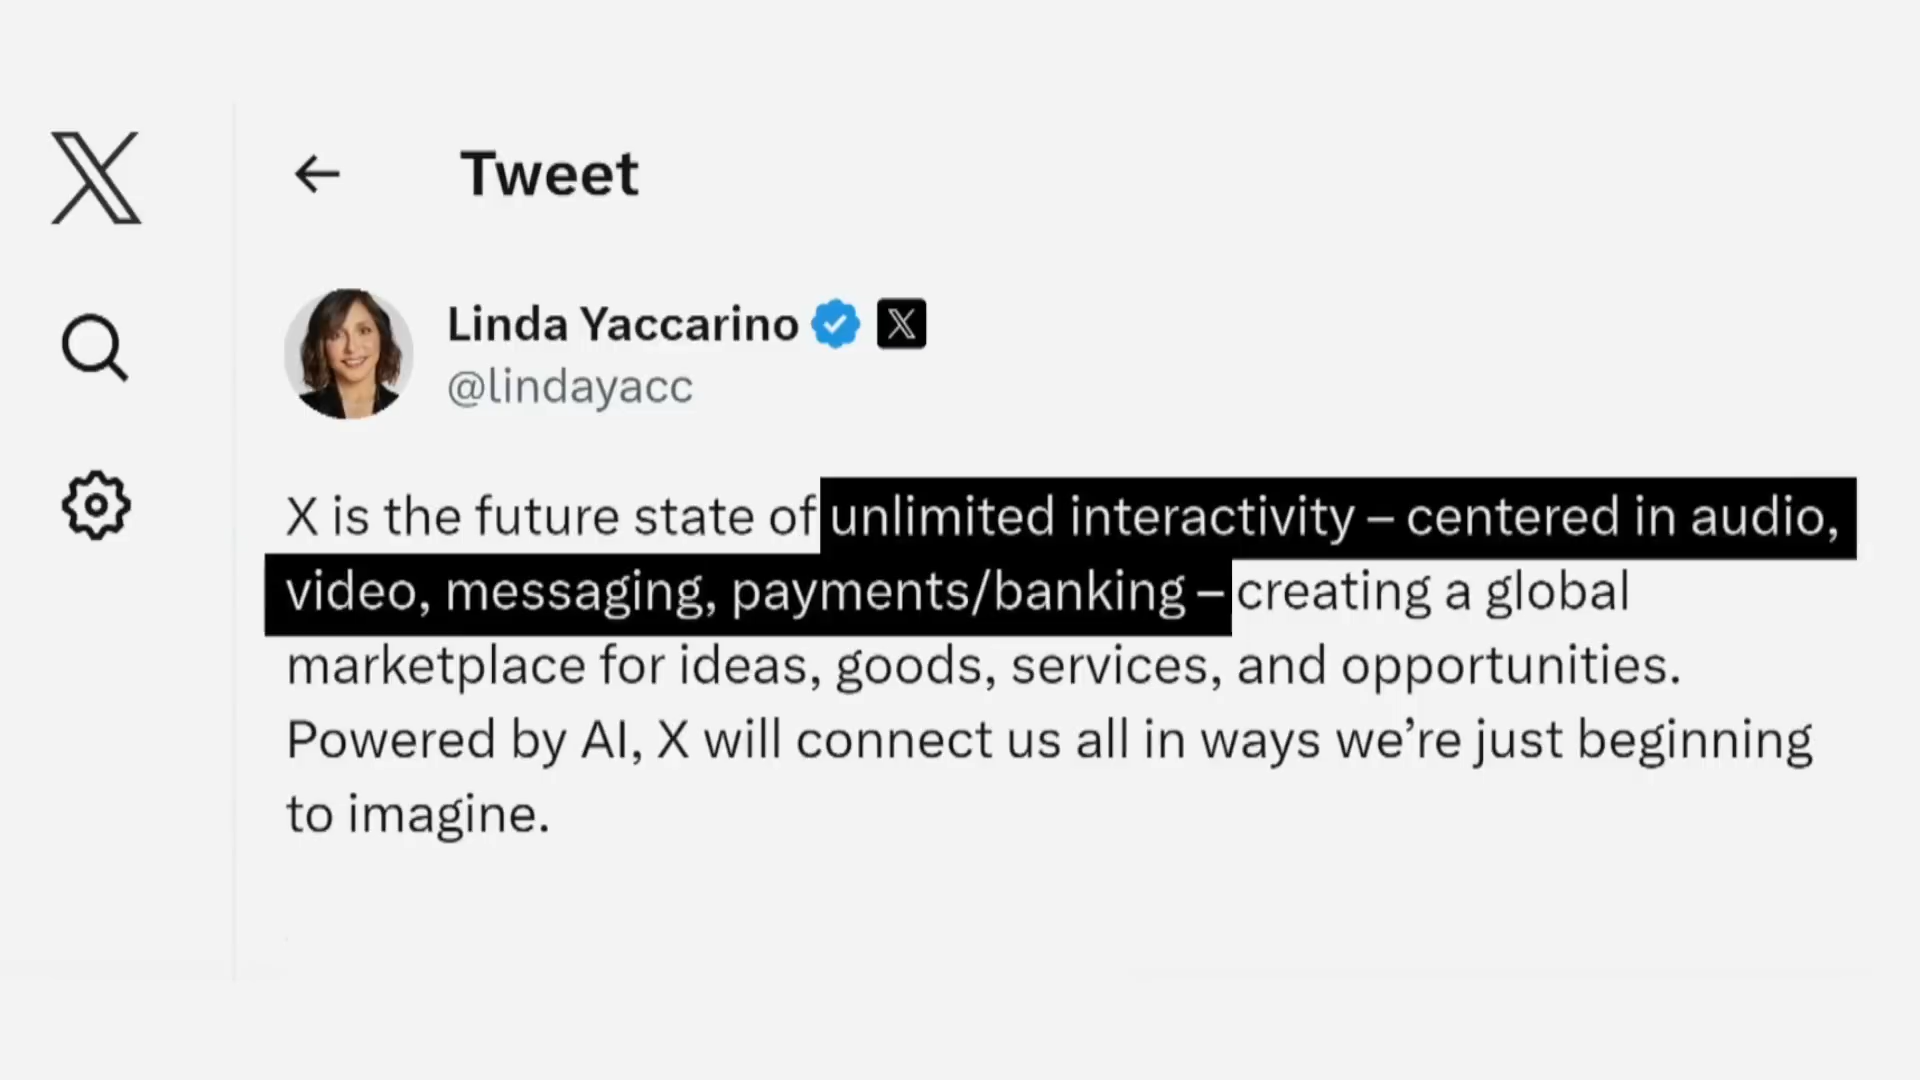 Tweet
Linda Yaccarino
@lindayacc
X is the future state of unlimited interactivity – centered in audio,
video, messaging, payments/banking – creating a global
marketplace for ideas, goods, services, and opportunities.
Powered by AI, X will connect us all in ways we’re just beginning
to imagine.